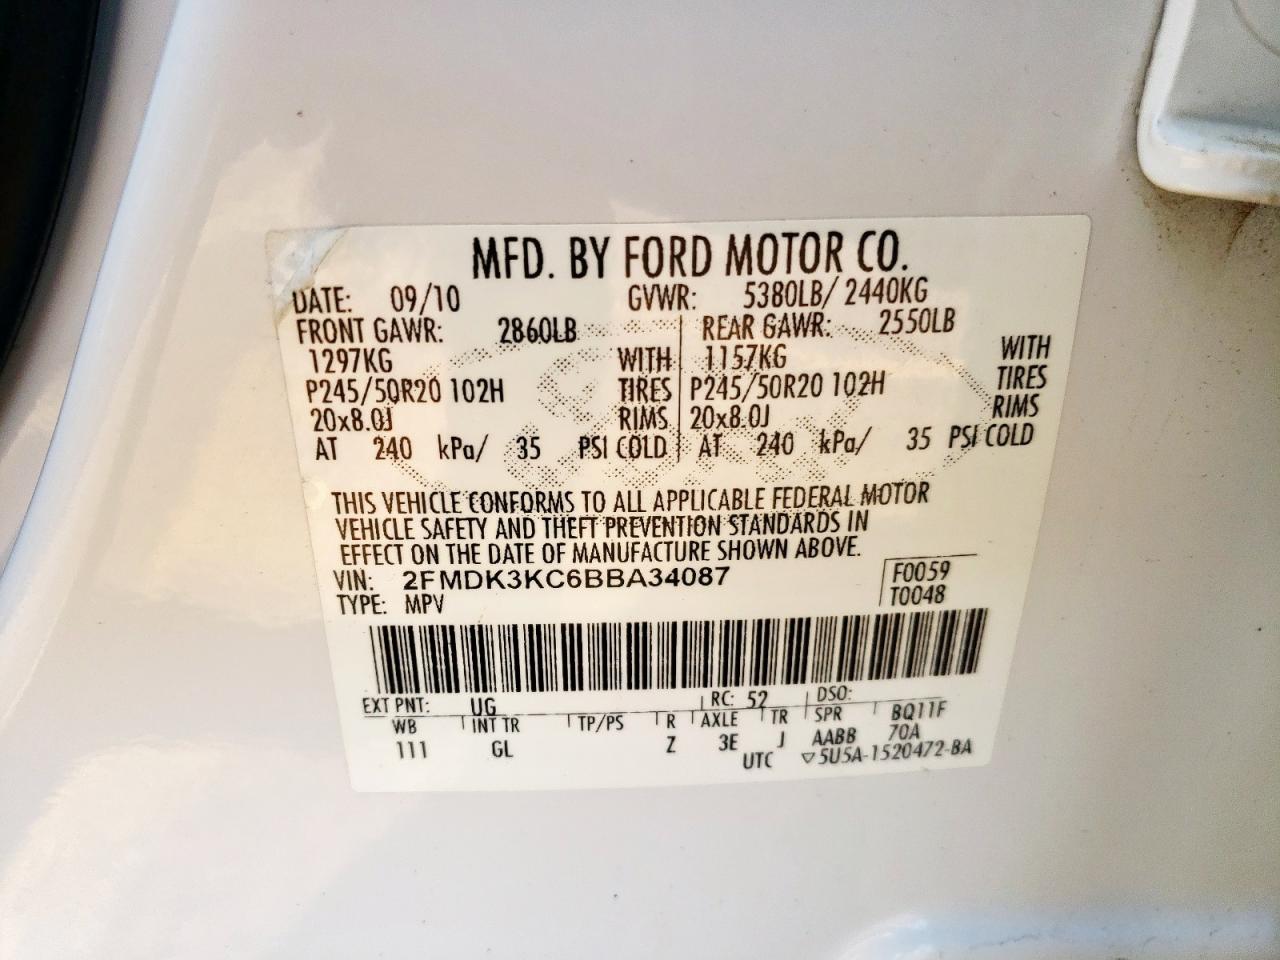 MFD. BY FORD MOTOR CO.
DATE: 09/10 GVWR: 5380LB/ 2440KG
FRONT GAWR: 2860LB REAR GAWR: 2550LB
1297KG WITH 1157KG WITH
P245/50R20 102H TIRES P245/50R20 102H TIRES
20x8.0J RIMS 20x8.0J RIMS
AT 240 kPa/ 35 PSI COLD AT 240 kPa/ 35 PSI COLD
THIS VEHICLE CONFORMS TO ALL APPLICABLE FEDERAL MOTOR
VEHICLE SAFETY AND THEFT PREVENTION STANDARDS IN
EFFECT ON THE DATE OF MANUFACTURE SHOWN ABOVE.
VIN: 2FMDK3KC6BBA34087 F0059
TYPE: MPV T0048
EXT PNT: UG RC: 52 DSO:
WB INT TR TP/PS R AXLE TR SPR BQ11F
111 GL Z 3E J AABB 70A
UTC ▽5U5A-1520472-BA